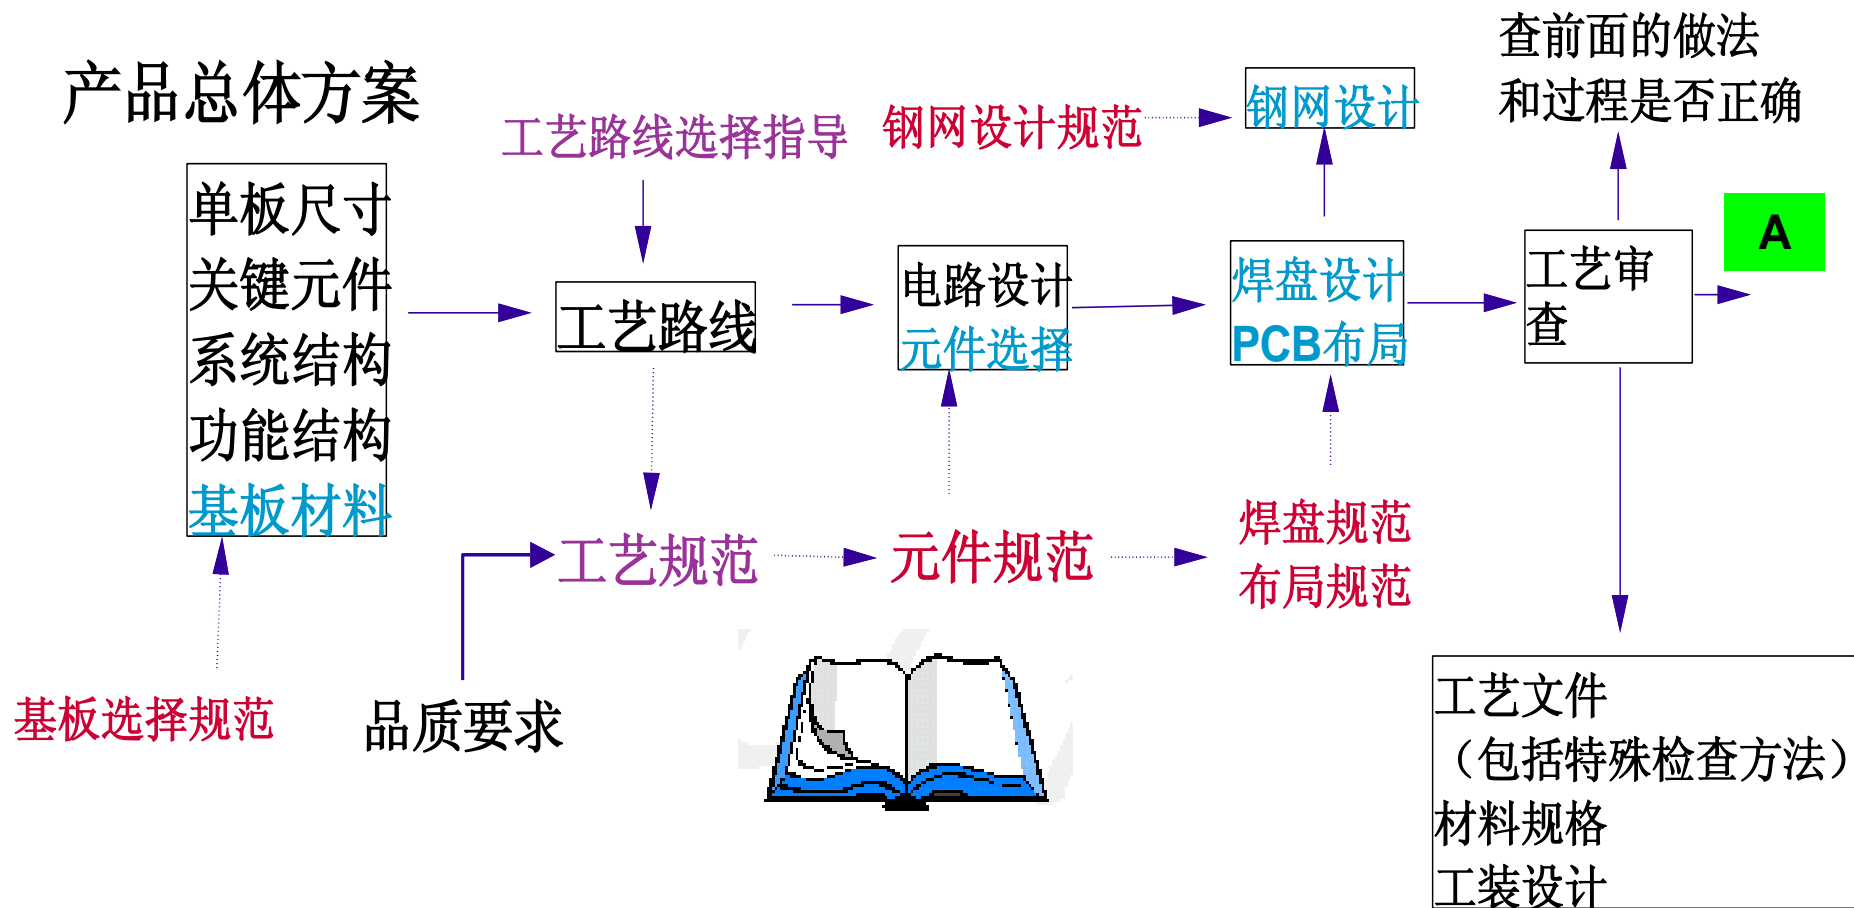 查前面的做法
和过程是否正确
产品总体方案
工艺路线选择指导
钢网设计规范
钢网设计
单板尺寸
关键元件
系统结构
功能结构
基板材料
工艺路线
电路设计
元件选择
焊盘设计
PCB布局
工艺审
查
A
工艺规范
元件规范
焊盘规范
布局规范
基板选择规范
品质要求
工艺文件
（包括特殊检查方法）
材料规格
工装设计